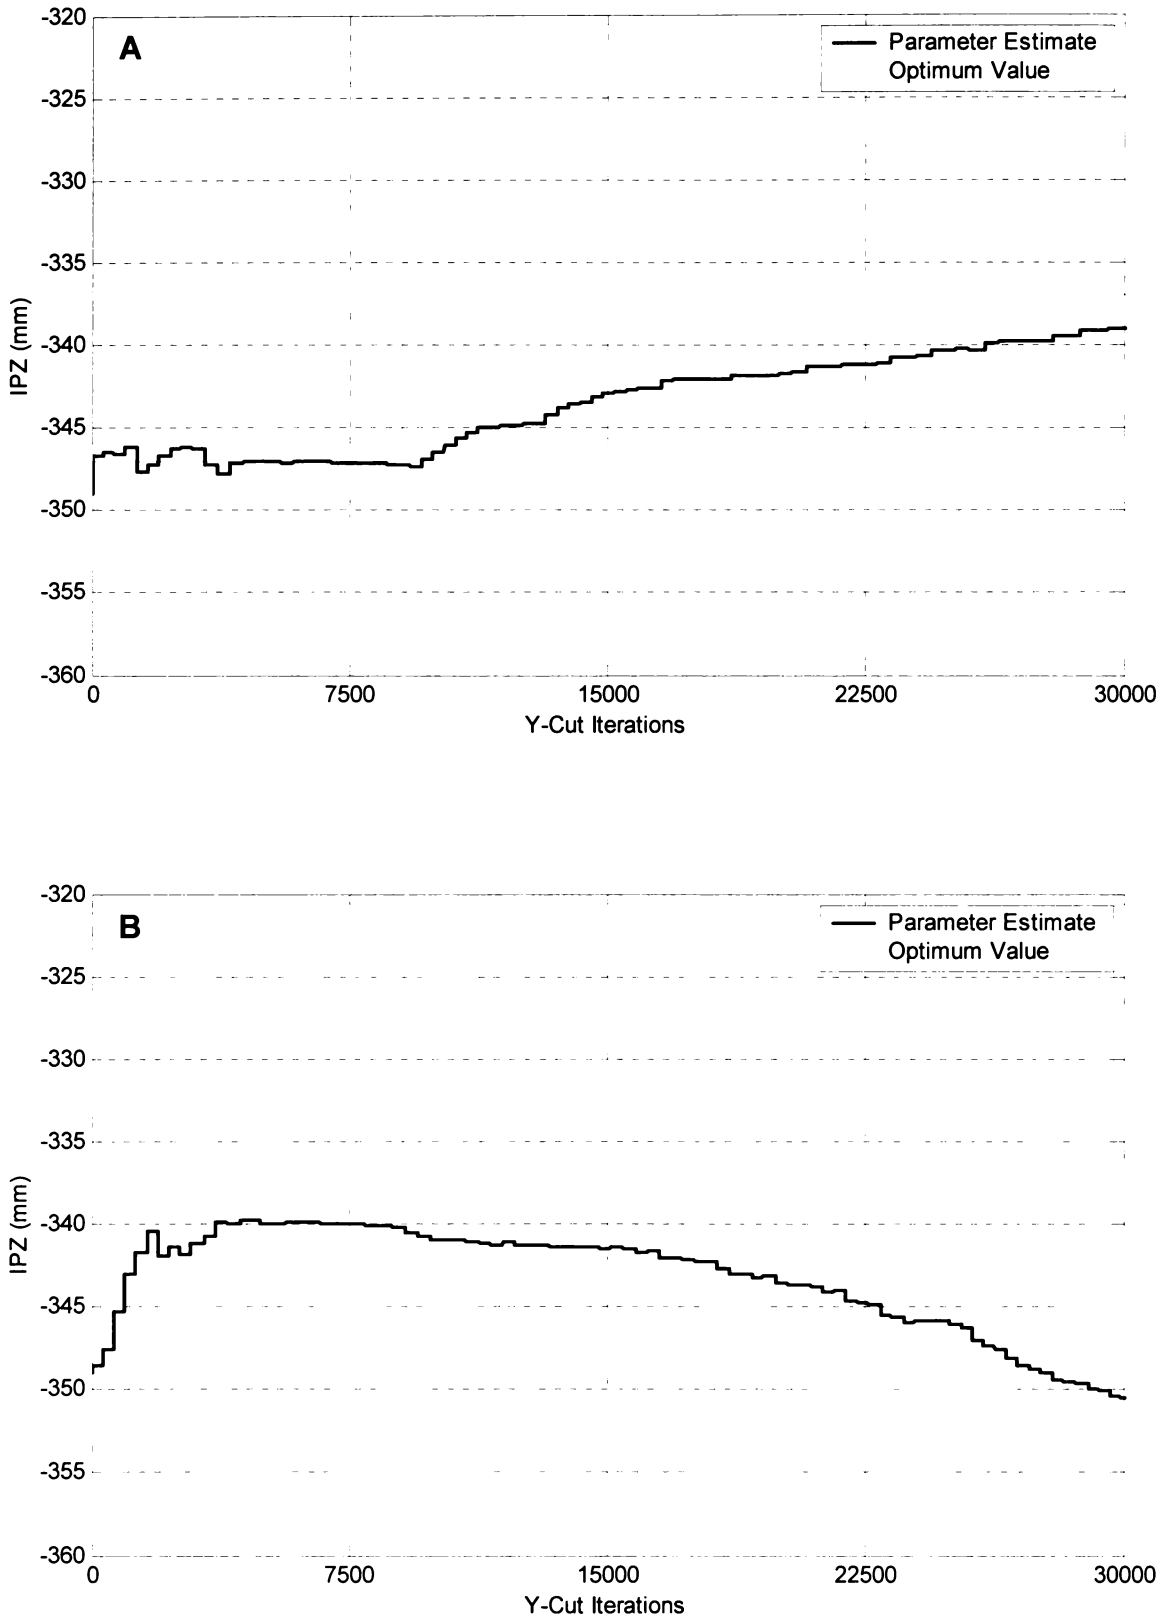 A
Parameter Estimate
Optimum Value
-320
-325
-330
-335
-340
-345
-350
-355
-360
IPZ (mm)
0 7500 15000 22500 30000
Y-Cut Iterations
B
Parameter Estimate
Optimum Value
-320
-325
-330
-335
-340
-345
-350
-355
-360
IPZ (mm)
0 7500 15000 22500 30000
Y-Cut Iterations